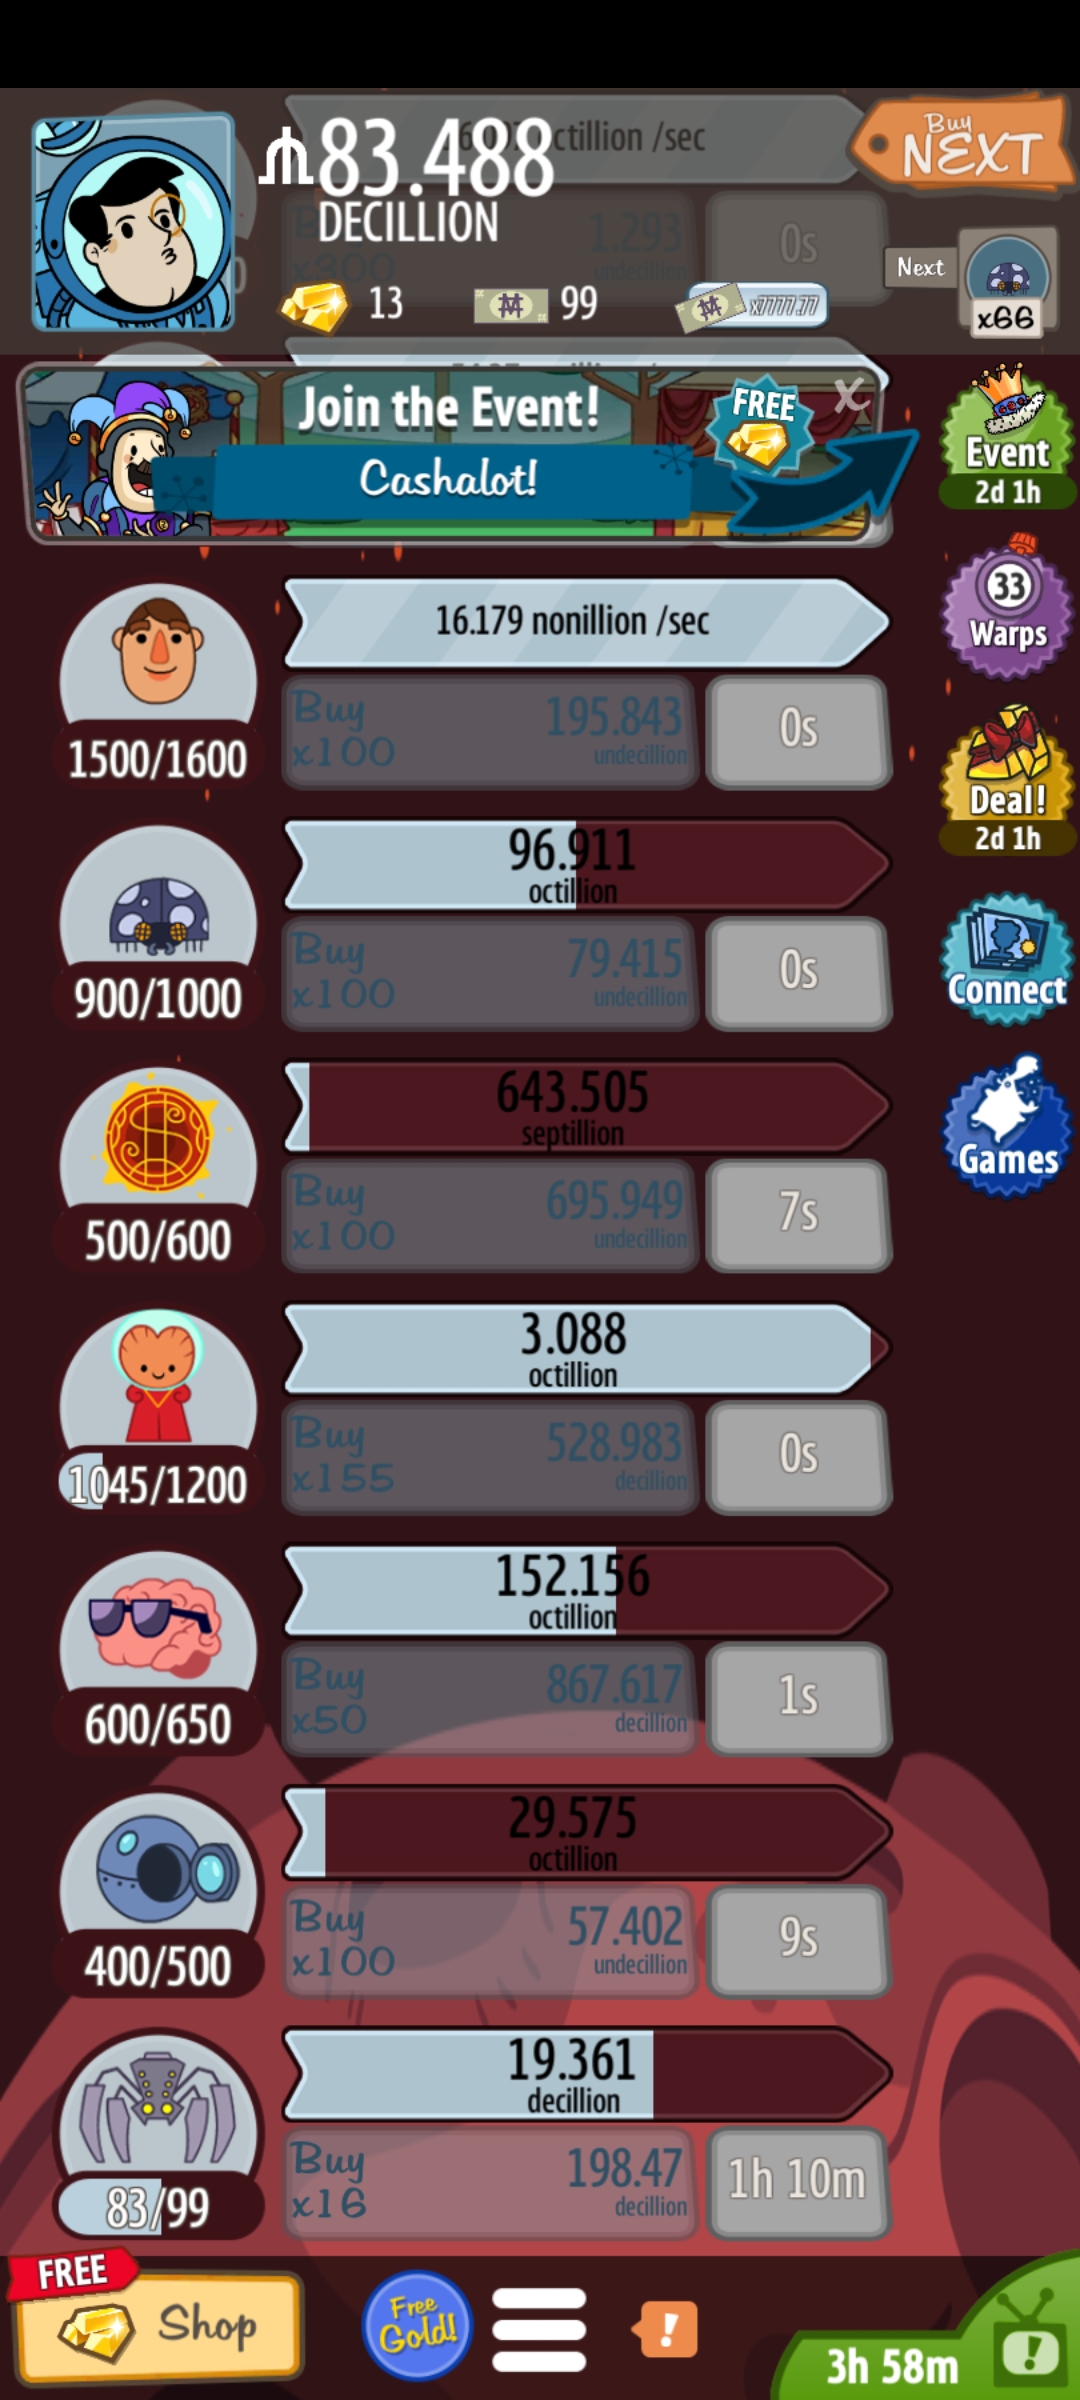 83.488
DECILLION
13
99
x7777.77
Buy
NEXT
octillion /sec
1.293
undecillion
x300
0s
Next
x66
Join the Event!
Cashalot!
FREE
X
Event
2d 1h
16.179 nonillion /sec
1500/1600
Buy
x100
195.843
undecillion
0s
33
Warps
Deal!
2d 1h
96.911
octillion
900/1000
Buy
x100
79.415
undecillion
0s
Connect
643.505
septillion
500/600
Buy
x100
695.949
undecillion
7s
Games
3.088
octillion
1045/1200
Buy
x155
528.983
decillion
0s
152.156
octillion
600/650
Buy
x50
867.617
decillion
1s
29.575
octillion
400/500
Buy
x100
57.402
undecillion
9s
19.361
decillion
83/99
Buy
x16
198.47
decillion
1h 10m
FREE
Shop
Free
Gold!
!
3h 58m
!